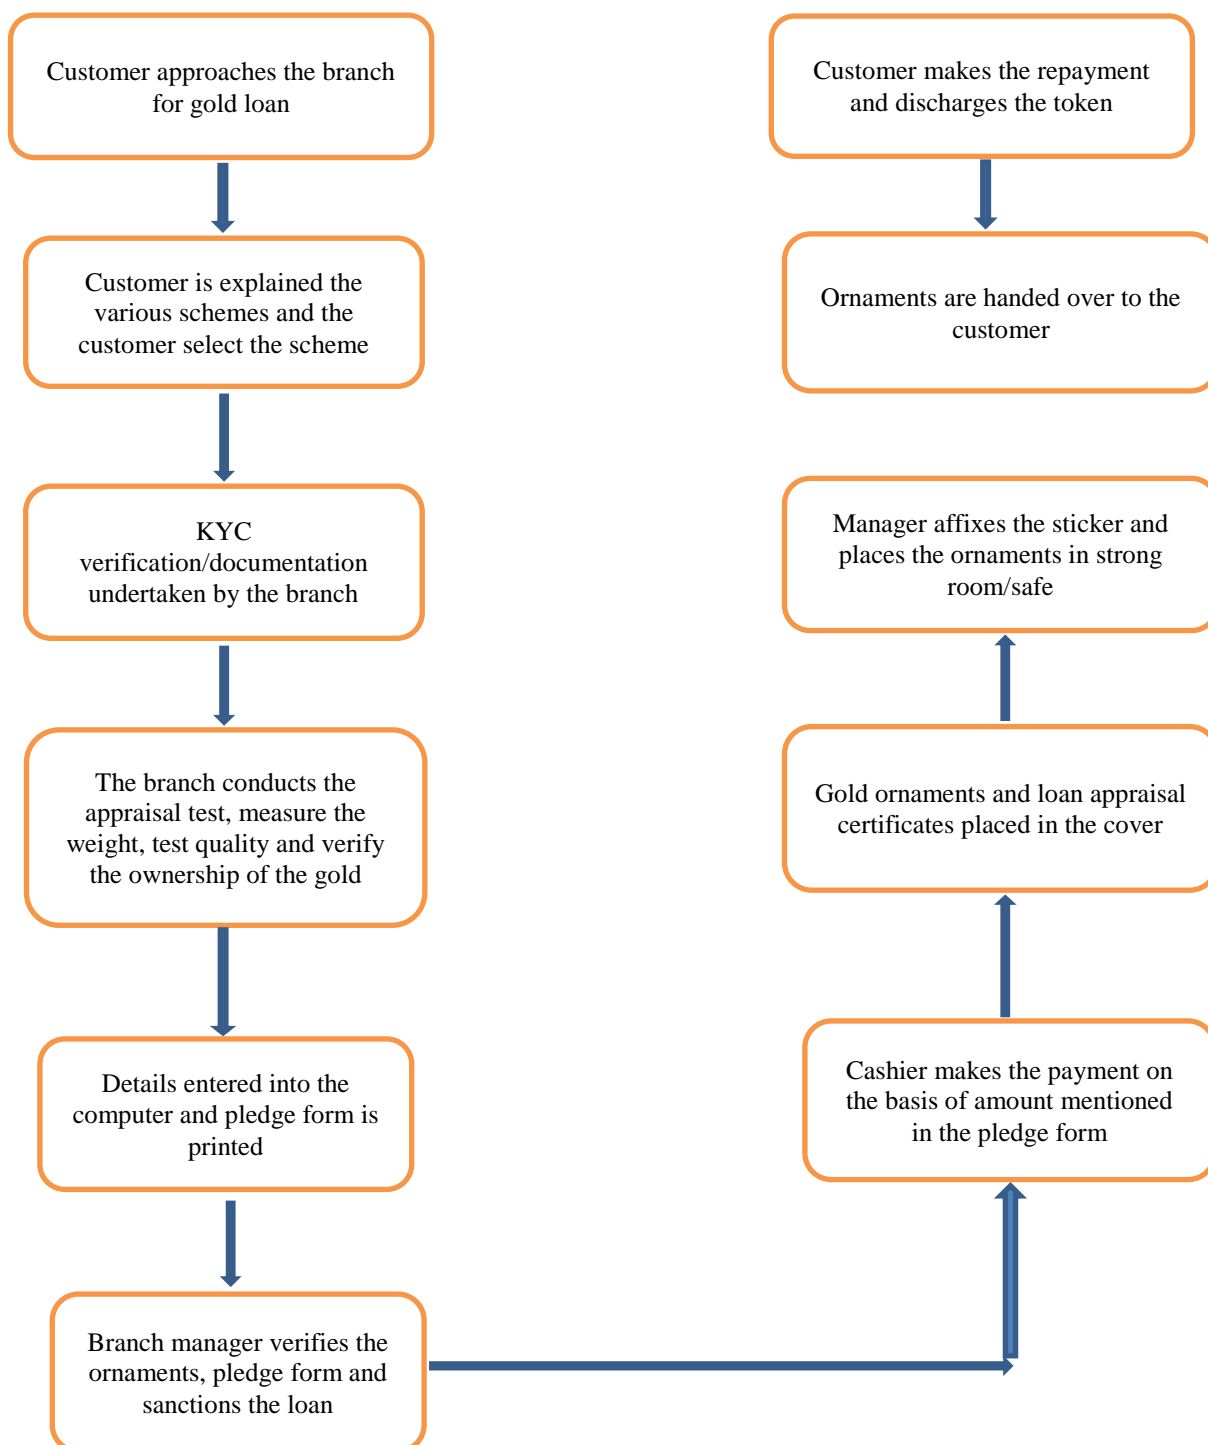 Customer approaches the branch
for gold loan
Customer is explained the
various schemes and the
customer select the scheme
KYC
verification/documentation
undertaken by the branch
The branch conducts the
appraisal test, measure the
weight, test quality and verify
the ownership of the gold
Details entered into the
computer and pledge form is
printed
Branch manager verifies the
ornaments, pledge form and
sanctions the loan
Cashier makes the payment on
the basis of amount mentioned
in the pledge form
Gold ornaments and loan appraisal
certificates placed in the cover
Manager affixes the sticker and
places the ornaments in strong
room/safe
Customer makes the repayment
and discharges the token
Ornaments are handed over to the
customer